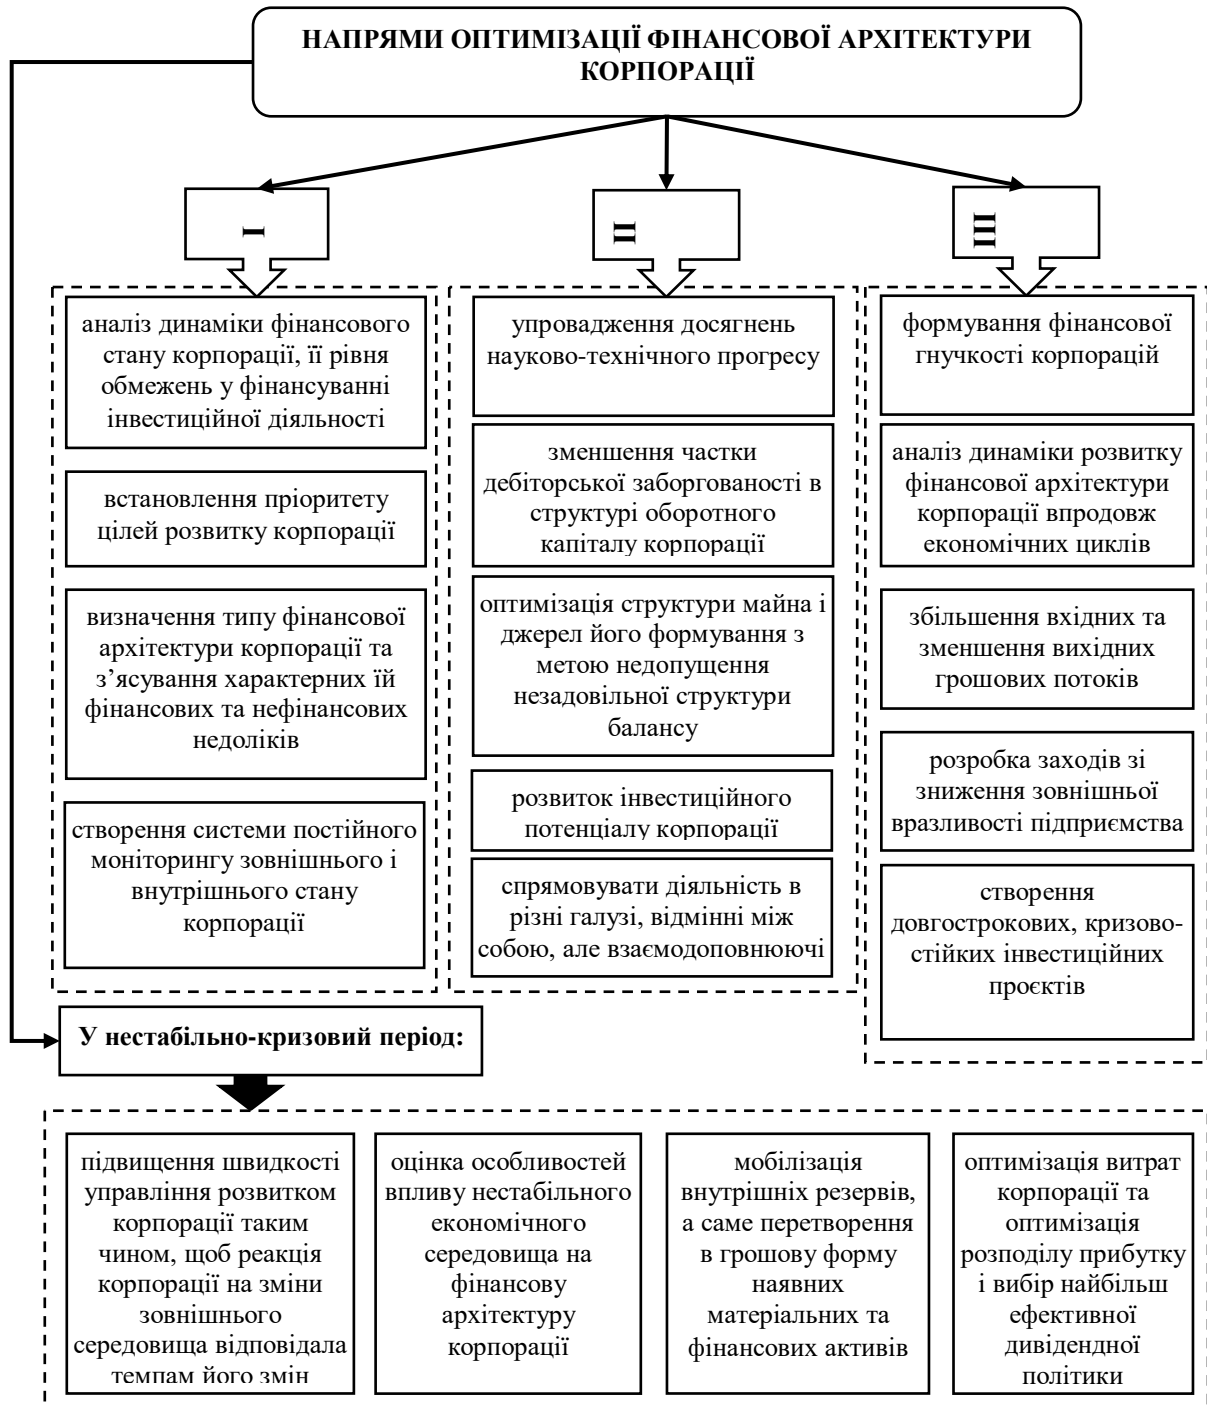 НАПРЯМИ ОПТИМІЗАЦІЇ ФІНАНСОВОЇ АРХІТЕКТУРИ
КОРПОРАЦІЇ
І
аналіз динаміки фінансового
стану корпорації, її рівня
обмежень у фінансуванні
інвестиційної діяльності
встановлення пріоритету
цілей розвитку корпорації
визначення типу фінансової
архітектури корпорації та
з’ясування характерних їй
фінансових та нефінансових
недоліків
створення системи постійного
моніторингу зовнішнього і
внутрішнього стану
корпорації
ІІ
упровадження досягнень
науково-технічного прогресу
зменшення частки
дебіторської заборгованості в
структурі оборотного
капіталу корпорації
оптимізація структури майна і
джерел його формування з
метою недопущення
незадовільної структури
балансу
розвиток інвестиційного
потенціалу корпорації
спрямовувати діяльність в
різні галузі, відмінні між
собою, але взаємодоповнюючі
ІІІ
формування фінансової
гнучкості корпорацій
аналіз динаміки розвитку
фінансової архітектури
корпорації впродовж
економічних циклів
збільшення вхідних та
зменшення вихідних
грошових потоків
розробка заходів зі
зниження зовнішньої
вразливості підприємства
створення
довгострокових, кризово-
стійких інвестиційних
проєктів
У нестабільно-кризовий період:
підвищення швидкості
управління розвитком
корпорації таким
чином, щоб реакція
корпорації на зміни
зовнішнього
середовища відповідала
темпам його змін
оцінка особливостей
впливу нестабільного
економічного
середовища на
фінансову
архітектуру
корпорації
мобілізація
внутрішніх резервів,
а саме перетворення
в грошову форму
наявних
матеріальних та
фінансових активів
оптимізація витрат
корпорації та
оптимізація
розподілу прибутку
і вибір найбільш
ефективної
дивідендної
політики